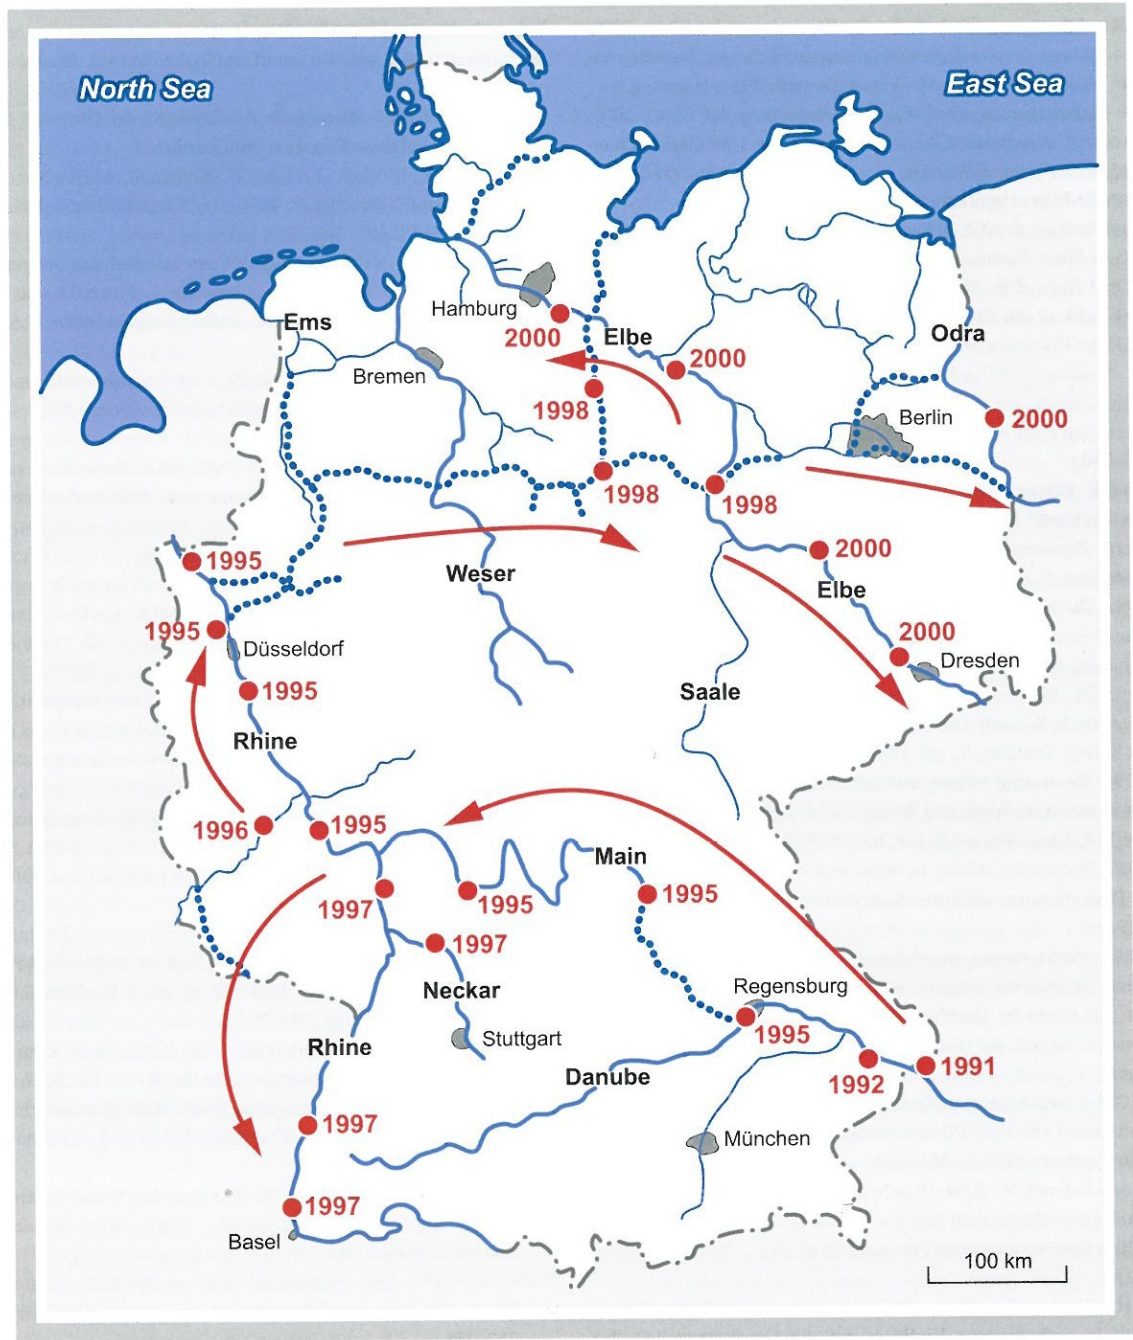 North Sea
East Sea
Hamburg
Ems
2000
Elbe
Odra
Bremen
2000
1998
Berlin
2000
1998
1998
1995
2000
Weser
Elbe
1995
Düsseldorf
2000
Dresden
1995
Saale
Rhine
1996
1995
Main
1997
1995
1995
1997
Neckar
Regensburg
Stuttgart
1995
Rhine
Danube
1992
1991
1997
München
1997
Basel
100 km